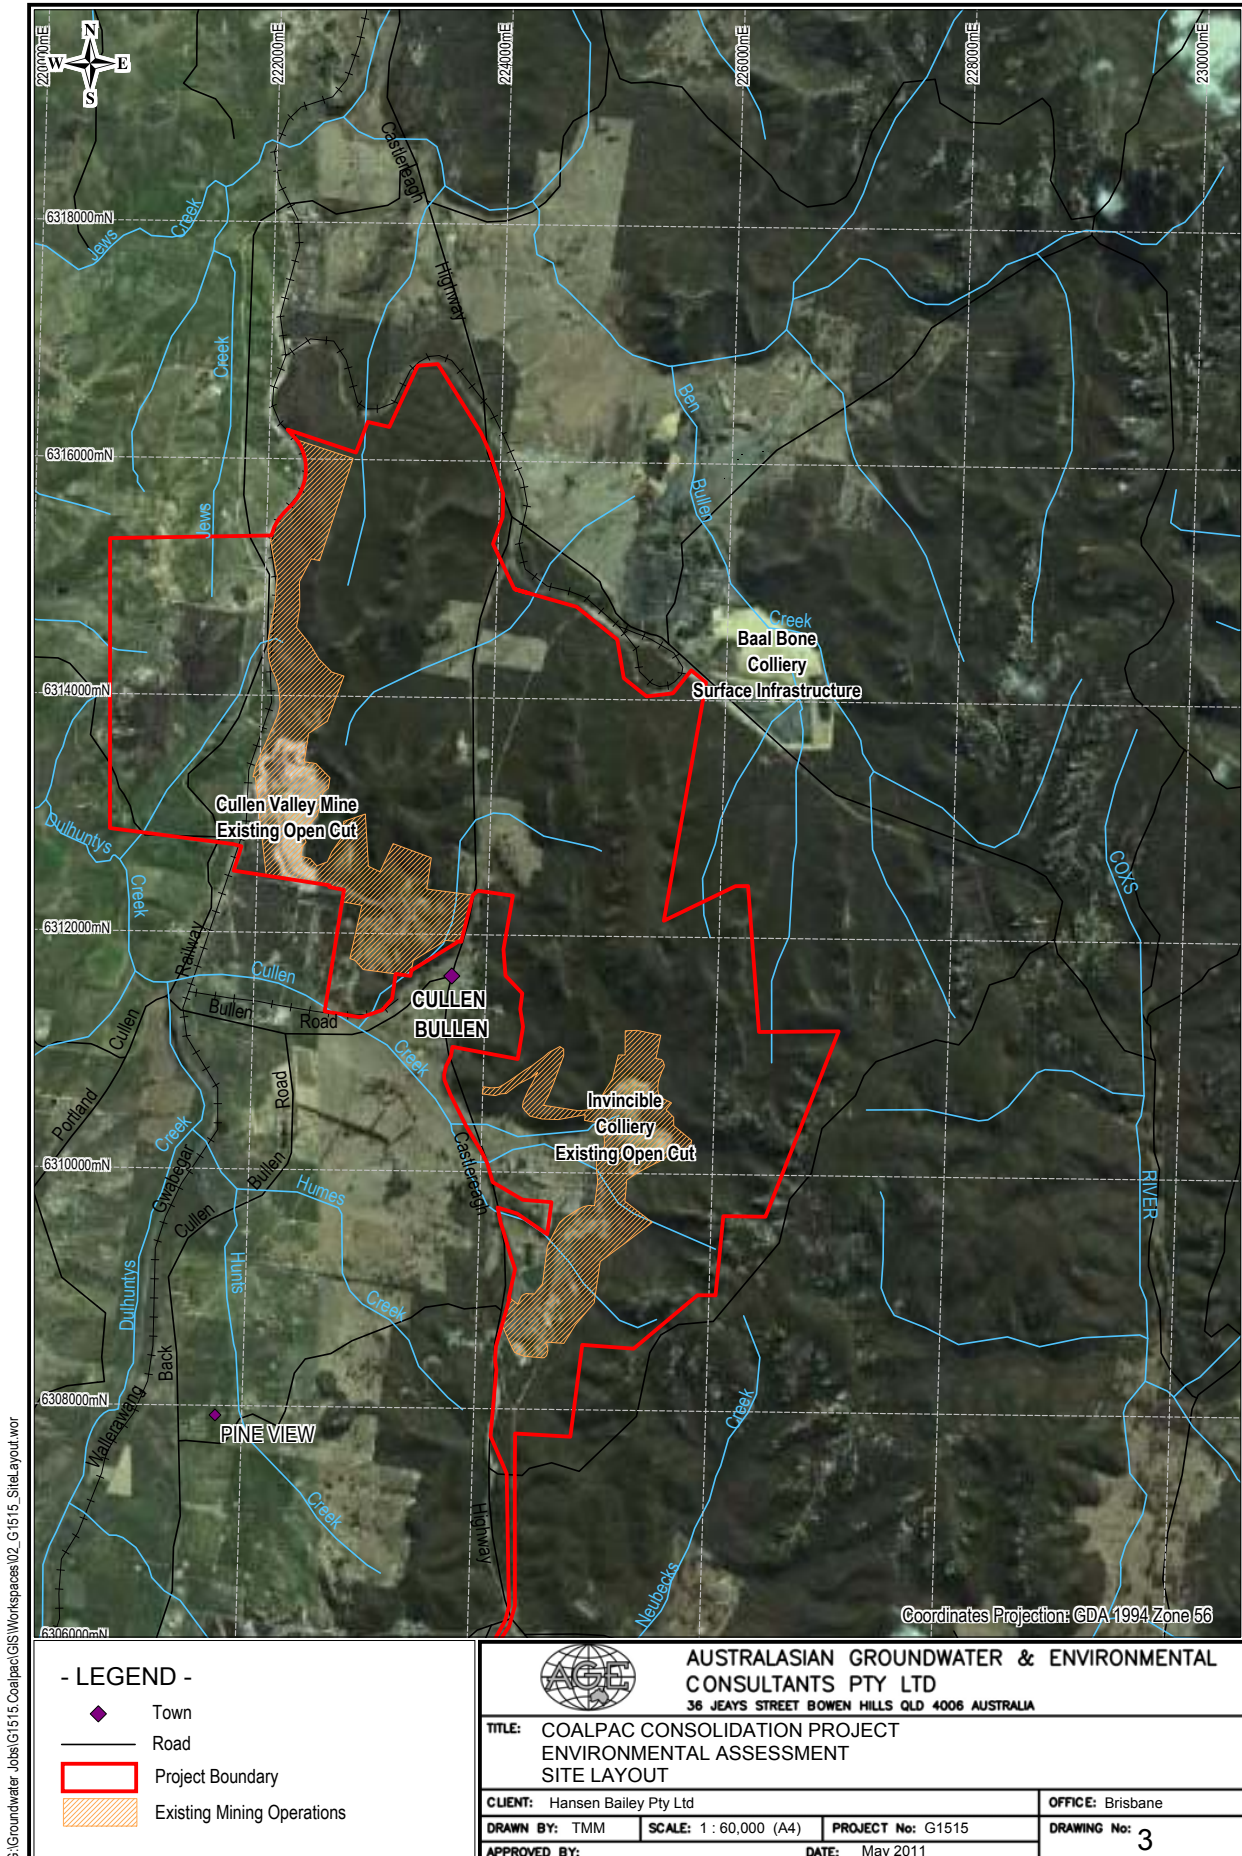 N
W E
S
220000mE
222000mE
224000mE
226000mE
228000mE
230000mE
Castlereagh
Highway
6318000mN
Jews
Creek
Creek
Jews
6316000mN
Ben
Bullen
Creek
Baal Bone
Colliery
Surface Infrastructure
6314000mN
Cullen Valley Mine
Existing Open Cut
Dulhuntys
Creek
COXS
RIVER
6312000mN
Railway
Cullen
Creek
Bullen
Road
CULLEN
BULLEN
Cullen
Portland
Road
Bullen
Cullen
Creek
Gwabegar
Invincible
Colliery
Existing Open Cut
6310000mN
Castlereagh
Humes
Creek
Hunts
Dulhuntys
Back
Wallerawang
6308000mN
PINE VIEW
Creek
Highway
Creek
Neubecks
6306000mN
Coordinates Projection: GDA 1994 Zone 56
S:\Groundwater Jobs\G1515.Coalpac\GIS\Workspaces\02_G1515_SiteLayout.wor
- LEGEND -
Town
Road
Project Boundary
Existing Mining Operations
AGE
AUSTRALASIAN GROUNDWATER & ENVIRONMENTAL
CONSULTANTS PTY LTD
36 JEAYS STREET BOWEN HILLS QLD 4006 AUSTRALIA
TITLE: COALPAC CONSOLIDATION PROJECT
ENVIRONMENTAL ASSESSMENT
SITE LAYOUT
CLIENT: Hansen Bailey Pty Ltd
OFFICE: Brisbane
DRAWN BY: TMM
SCALE: 1 : 60,000 (A4)
PROJECT No: G1515
DRAWING No: 3
APPROVED BY:
DATE: May 2011